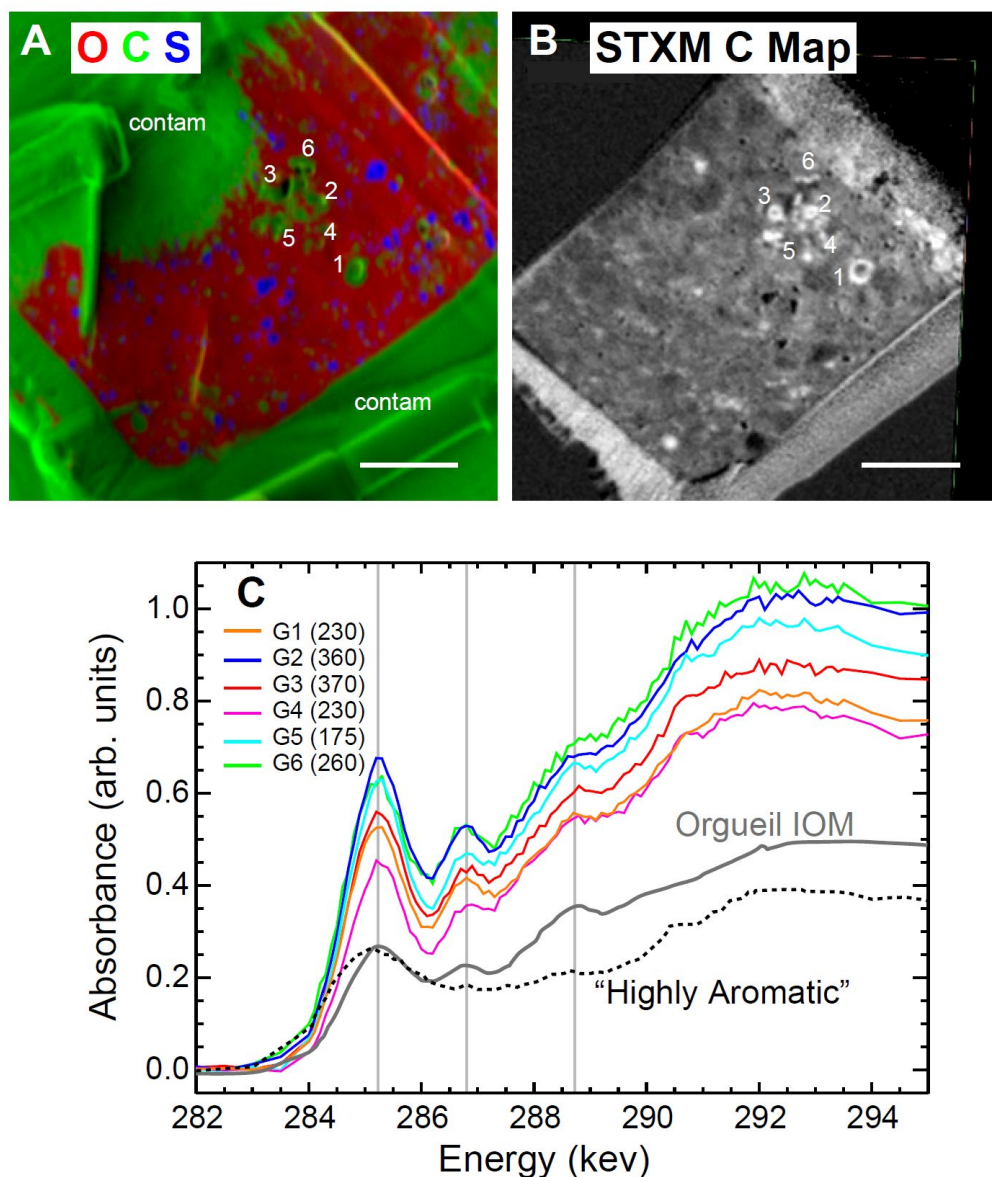 A O C S
contam
6
3
2
4
5
1
contam
B STXM C Map
6
3
2
4
5
1
C
G1 (230)
G2 (360)
G3 (370)
G4 (230)
G5 (175)
G6 (260)
Orgueil IOM
“Highly Aromatic”
Absorbance (arb. units)
1.0
0.8
0.6
0.4
0.2
0.0
282 284 286 288 290 292 294
Energy (kev)